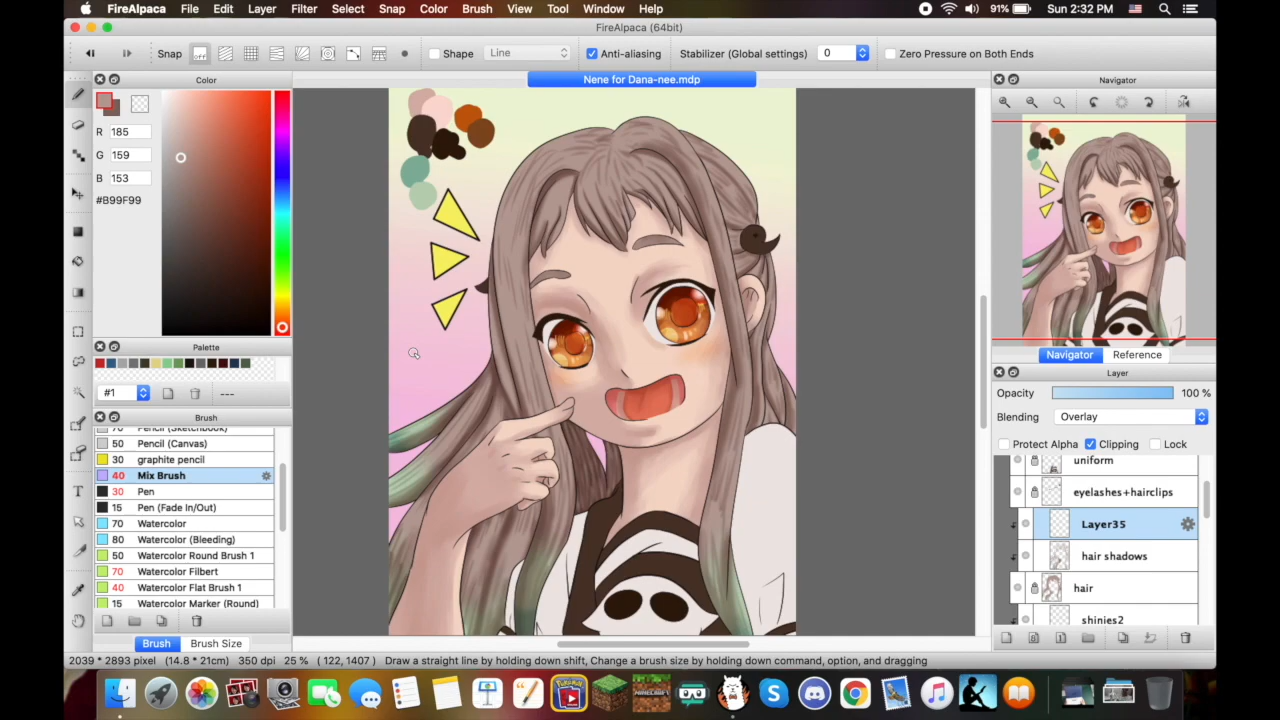 FireAlpaca File Edit Layer Filter Select Snap Color Brush View Tool Window Help 91% Sun 2:32 PM
FireAlpaca (64bit)
Snap off Shape Line Anti-aliasing Stabilizer (Global settings) 0 Zero Pressure on Both Ends
Color
Nene for Dana-nee.mdp
Navigator
R 185
G 159
B 153
#B99F99
Palette
#1 ---
Brush
70 Pencil (Sketchbook)
50 Pencil (Canvas)
30 graphite pencil
40 Mix Brush
30 Pen
15 Pen (Fade In/Out)
70 Watercolor
80 Watercolor (Bleeding)
50 Watercolor Round Brush 1
70 Watercolor Filbert
40 Watercolor Flat Brush 1
15 Watercolor Marker (Round)
Brush Brush Size
Navigator Reference
Layer
Opacity 100 %
Blending Overlay
Protect Alpha Clipping Lock
uniform
eyelashes+hairclips
Layer35
hair shadows
hair
shinies2
2039 * 2893 pixel (14.8 * 21cm) 350 dpi 25 % ( 122, 1407 ) Draw a straight line by holding down shift, Change a brush size by holding down command, option, and dragging